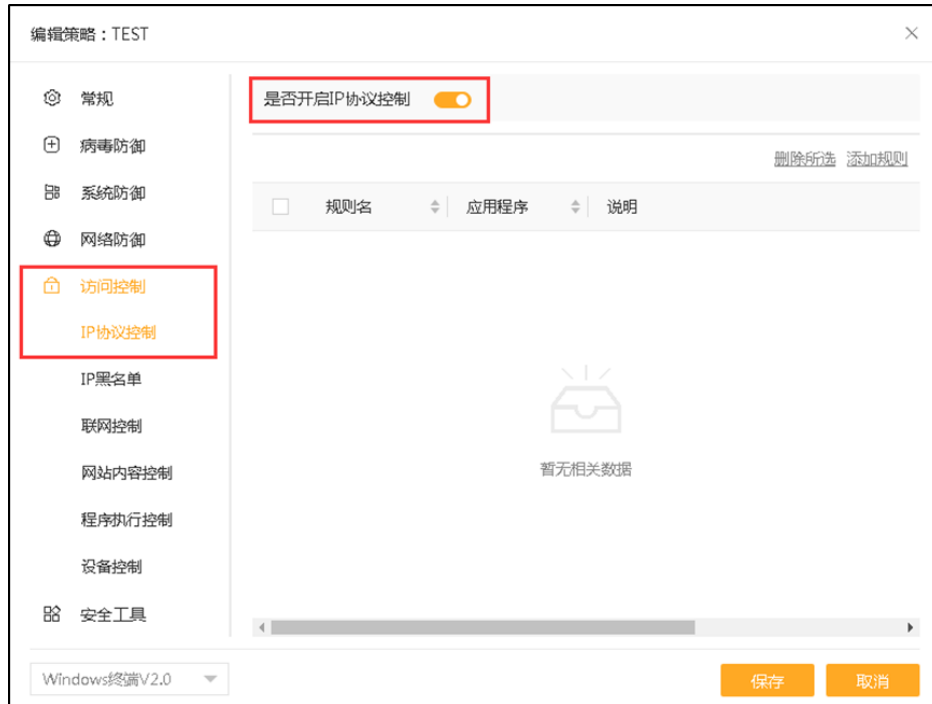 编辑策略：TEST
常规
病毒防御
系统防御
网络防御
访问控制
IP协议控制
IP黑名单
联网控制
网站内容控制
程序执行控制
设备控制
安全工具
是否开启IP协议控制
删除所选 添加规则
规则名 应用程序 说明
暂无相关数据
Windows终端V2.0
保存 取消